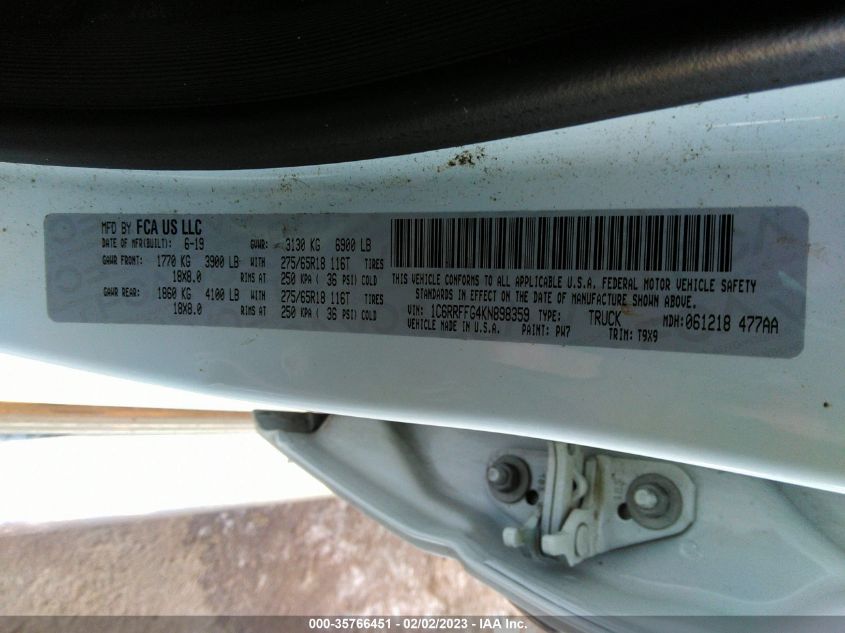 MFD BY FCA US LLC
DATE OF MFR(BUILT): 6-19 GVWR: 3130 KG 6900 LB
GAWR FRONT: 1770 KG 3900 LB WITH 275/65R18 116T TIRES
18X8.0 RIMS AT 250 KPA ( 36 PSI) COLD
GAWR REAR: 1860 KG 4100 LB WITH 275/65R18 116T TIRES
18X8.0 RIMS AT 250 KPA ( 36 PSI) COLD
THIS VEHICLE CONFORMS TO ALL APPLICABLE U.S.A. FEDERAL MOTOR VEHICLE SAFETY
STANDARDS IN EFFECT ON THE DATE OF MANUFACTURE SHOWN ABOVE.
VIN: 1C6RRFFG4KN898359 TYPE: TRUCK MDH: 061218 477AA
VEHICLE MADE IN U.S.A. PAINT: PW7 TRIM: T9X9
000-35766451 - 02/02/2023 - IAA Inc.